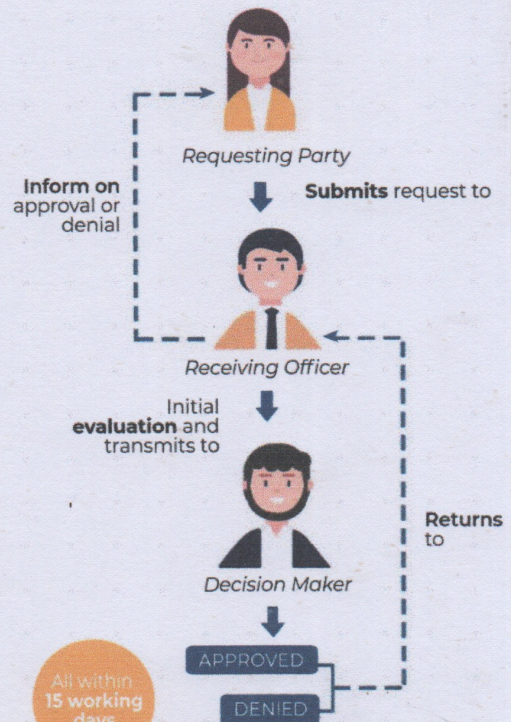 Requesting Party
Inform on
approval or
denial
Submits request to
Receiving Officer
Initial
evaluation and
transmits to
Returns
to
Decision Maker
APPROVED
DENIED
All within
15 working
days